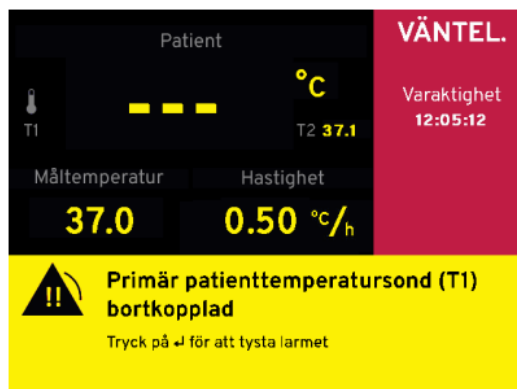 Patient
VÄNTEL.
°C
Varaktighet
12:05:12
---
T1
T2 37.1
Måltemperatur
Hastighet
37.0
0.50 °C/h
!!
Primär patienttemperatursond (T1)
bortkopplad
Tryck på ↵ för att tysta larmet